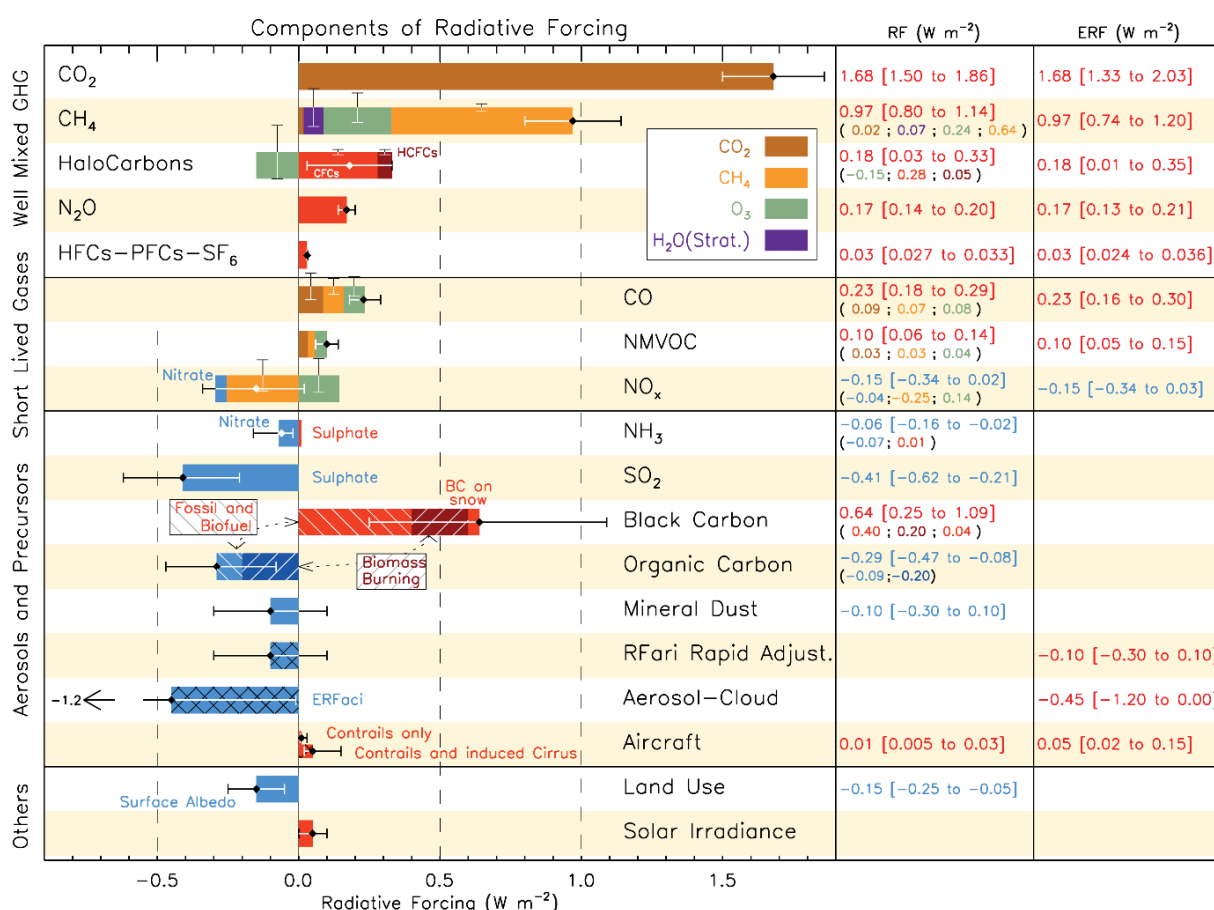 Components of Radiative Forcing
RF (W m⁻²)
ERF (W m⁻²)
Well Mixed GHG
CO₂
1.68 [1.50 to 1.86]
1.68 [1.33 to 2.03]
CH₄
0.97 [0.80 to 1.14]
(0.02; 0.07; 0.24; 0.64)
0.97 [0.74 to 1.20]
HaloCarbons
CFCs
HCFCs
0.18 [0.03 to 0.33]
(−0.15; 0.28; 0.05)
0.18 [0.01 to 0.35]
N₂O
0.17 [0.14 to 0.20]
0.17 [0.13 to 0.21]
HFCs−PFCs−SF₆
0.03 [0.027 to 0.033]
0.03 [0.024 to 0.036]
CO₂
CH₄
O₃
H₂O(Strat.)
Short Lived Gases
CO
0.23 [0.18 to 0.29]
(0.09; 0.07; 0.08)
0.23 [0.16 to 0.30]
NMVOC
0.10 [0.06 to 0.14]
(0.03; 0.03; 0.04)
0.10 [0.05 to 0.15]
Nitrate
NOₓ
−0.15 [−0.34 to 0.02]
(−0.04; −0.25; 0.14)
−0.15 [−0.34 to 0.03]
Aerosols and Precursors
Nitrate
Sulphate
NH₃
−0.06 [−0.16 to −0.02]
(−0.07; 0.01)
Sulphate
SO₂
−0.41 [−0.62 to −0.21]
Fossil and
Biofuel
BC on
snow
Black Carbon
0.64 [0.25 to 1.09]
(0.40; 0.20; 0.04)
Biomass
Burning
Organic Carbon
−0.29 [−0.47 to −0.08]
(−0.09; −0.20)
Mineral Dust
−0.10 [−0.30 to 0.10]
RFari Rapid Adjust.
−0.10 [−0.30 to 0.10]
−1.2
ERFaci
Aerosol−Cloud
−0.45 [−1.20 to 0.00]
Contrails only
Contrails and induced Cirrus
Aircraft
0.01 [0.005 to 0.03]
0.05 [0.02 to 0.15]
Others
Surface Albedo
Land Use
−0.15 [−0.25 to −0.05]
Solar Irradiance
−0.5
0.0
0.5
1.0
1.5
Radiative Forcing (W m⁻²)